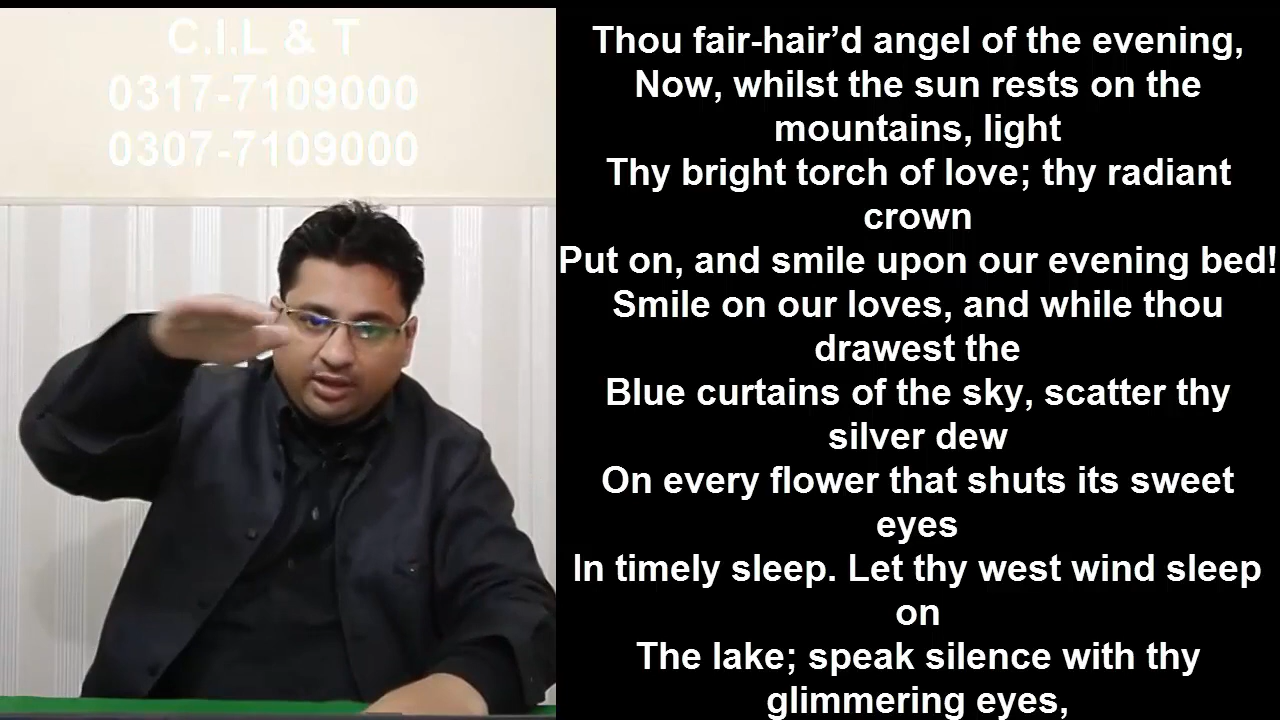 C.I.L & T
0317-7109000
0307-7109000
Thou fair-hair’d angel of the evening,
Now, whilst the sun rests on the
mountains, light
Thy bright torch of love; thy radiant
crown
Put on, and smile upon our evening bed!
Smile on our loves, and while thou
drawest the
Blue curtains of the sky, scatter thy
silver dew
On every flower that shuts its sweet
eyes
In timely sleep. Let thy west wind sleep
on
The lake; speak silence with thy
glimmering eyes,